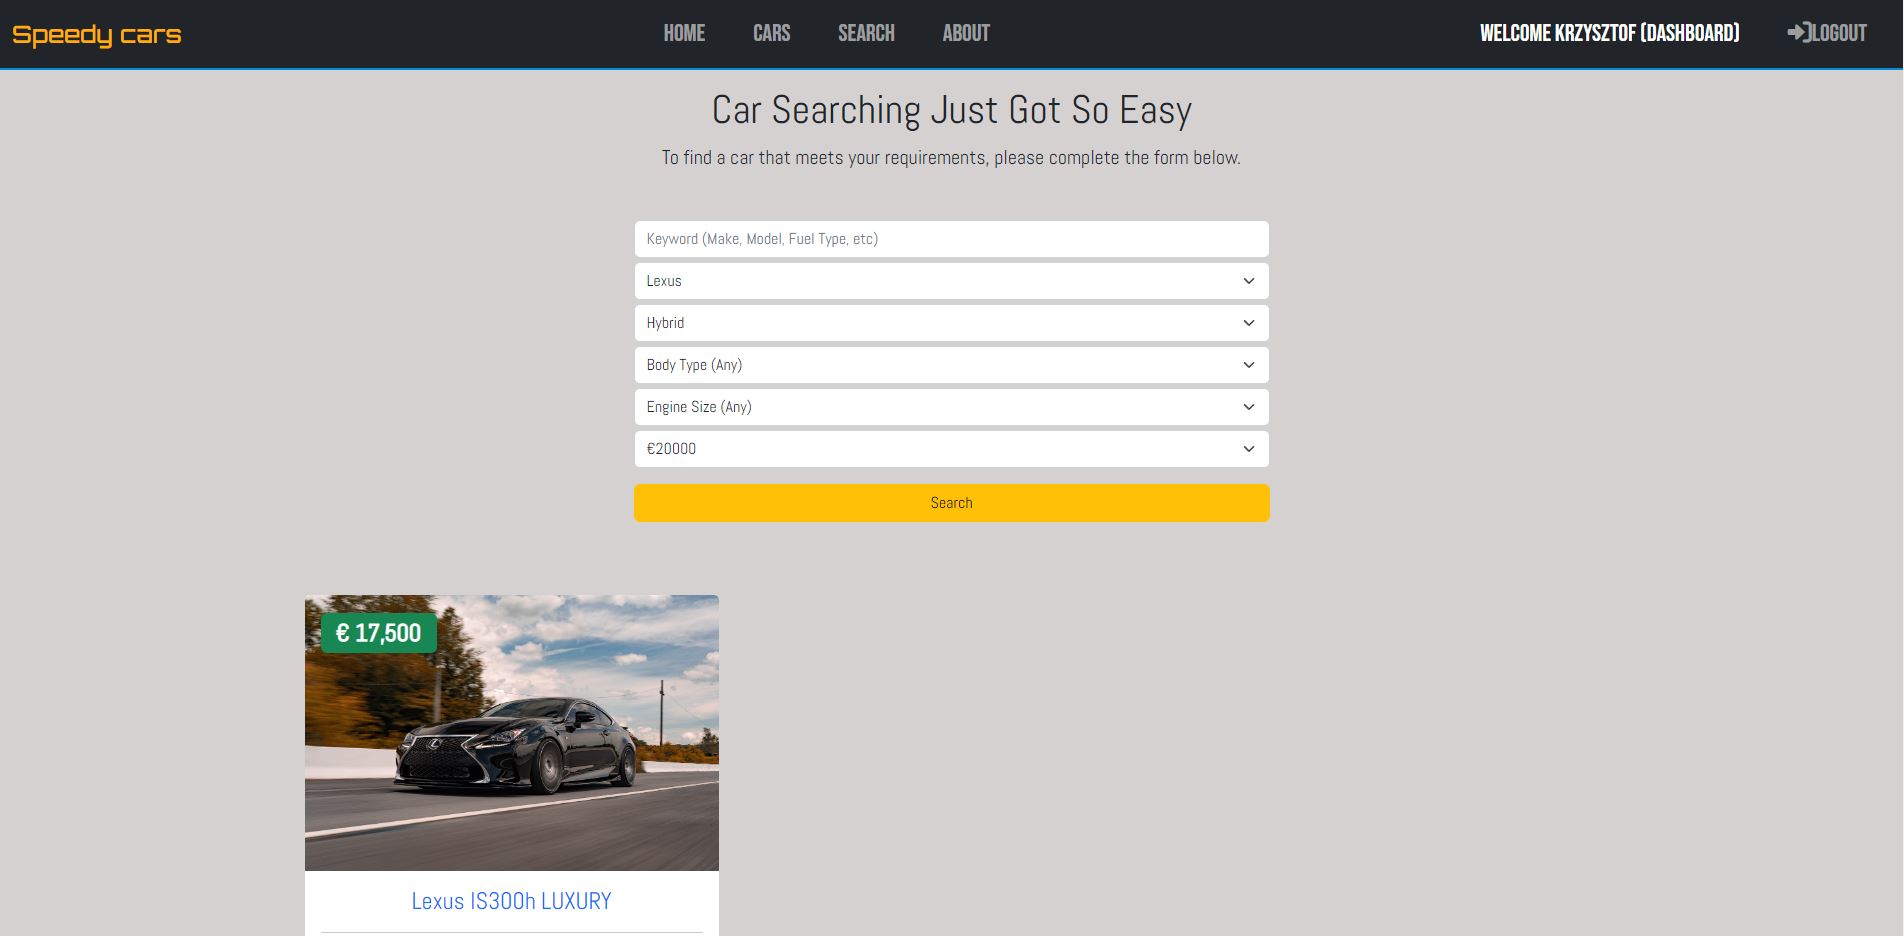 Speedy cars
HOME CARS SEARCH ABOUT
WELCOME KRZYSZTOF (DASHBOARD)
LOGOUT
Car Searching Just Got So Easy
To find a car that meets your requirements, please complete the form below.
Keyword (Make, Model, Fuel Type, etc)
Lexus
Hybrid
Body Type (Any)
Engine Size (Any)
€20000
Search
€ 17,500
Lexus IS300h LUXURY